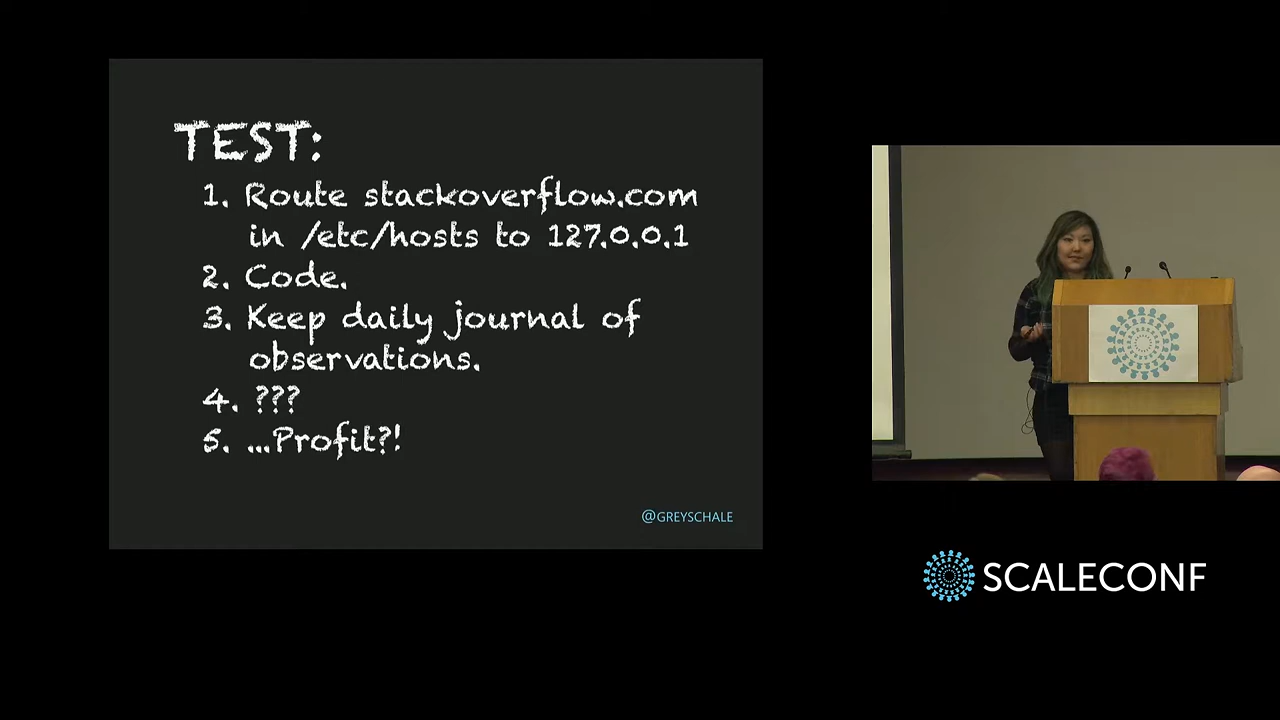 TEST:
1. Route stackoverflow.com
in /etc/hosts to 127.0.0.1
2. Code.
3. Keep daily journal of
observations.
4. ???
5. ...Profit?!
@GREYSCHALE
SCALECONF